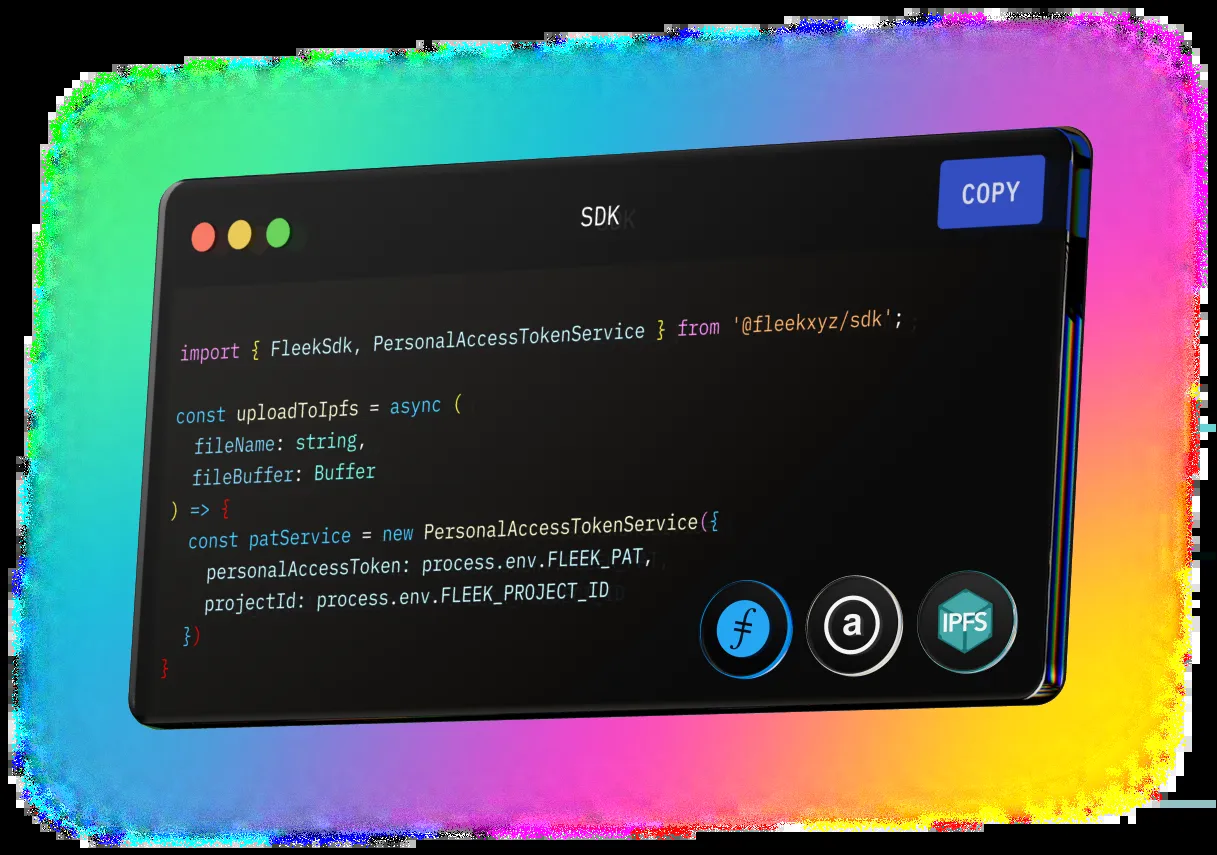 SDK
COPY
import { FleekSdk, PersonalAccessTokenService } from '@fleekxyz/sdk';
const uploadToIpfs = async (
fileName: string,
fileBuffer: Buffer
) => {
const patService = new PersonalAccessTokenService({
personalAccessToken: process.env.FLEEK_PAT,
projectId: process.env.FLEEK_PROJECT_ID
})
}
a
IPFS